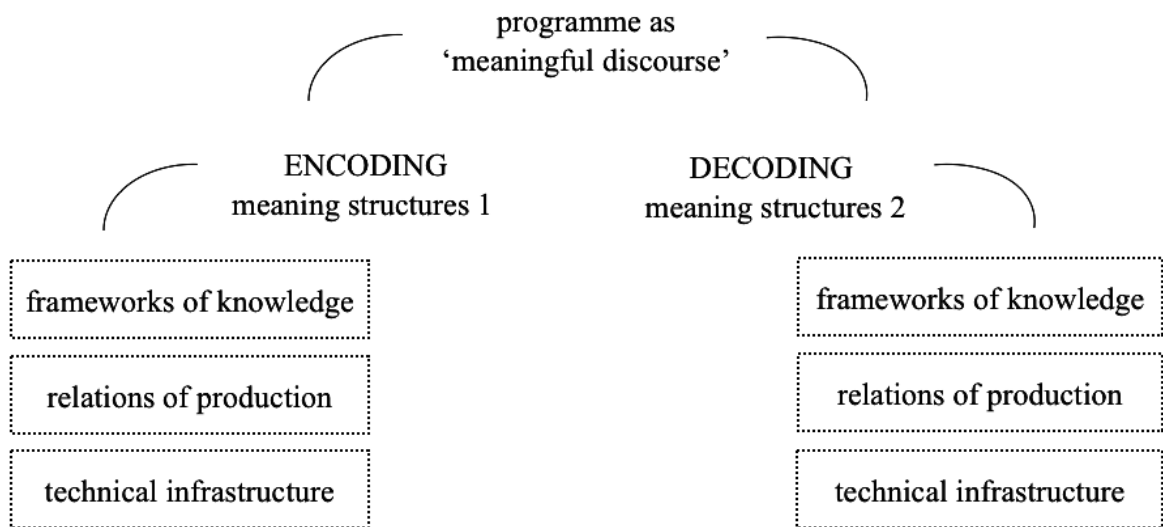 programme as
‘meaningful discourse’
ENCODING
meaning structures 1
DECODING
meaning structures 2
frameworks of knowledge
relations of production
technical infrastructure
frameworks of knowledge
relations of production
technical infrastructure